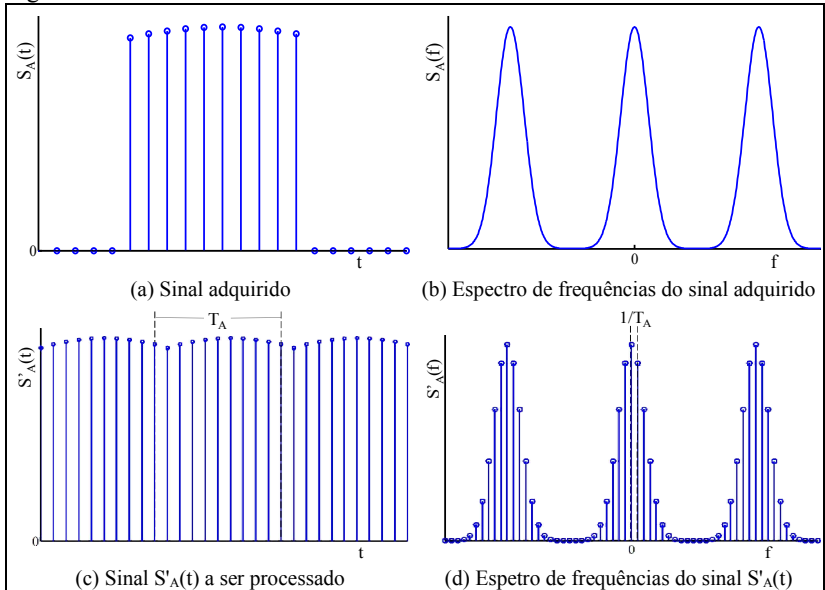 S_A(t)
0
t
(a) Sinal adquirido
S_A(f)
0
f
(b) Espectro de frequências do sinal adquirido
T_A
S'_A(t)
0
t
(c) Sinal S'_A(t) a ser processado
1/T_A
S'_A(f)
0
f
(d) Espetro de frequências do sinal S'_A(t)